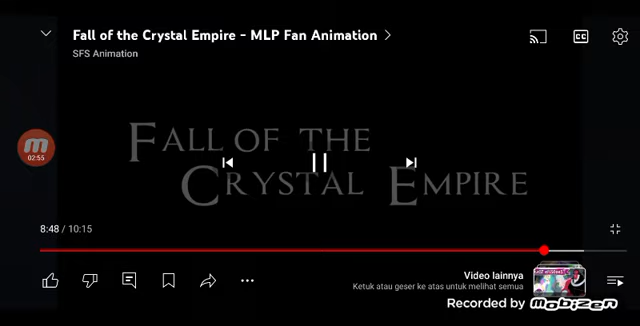 Fall of the Crystal Empire - MLP Fan Animation
SFS Animation
CC
m
02:55
FALL OF THE
CRYSTAL EMPIRE
8:48 / 10:15
Video lainnya
Ketuk atau geser ke atas untuk melihat semua
Recorded by mobizen